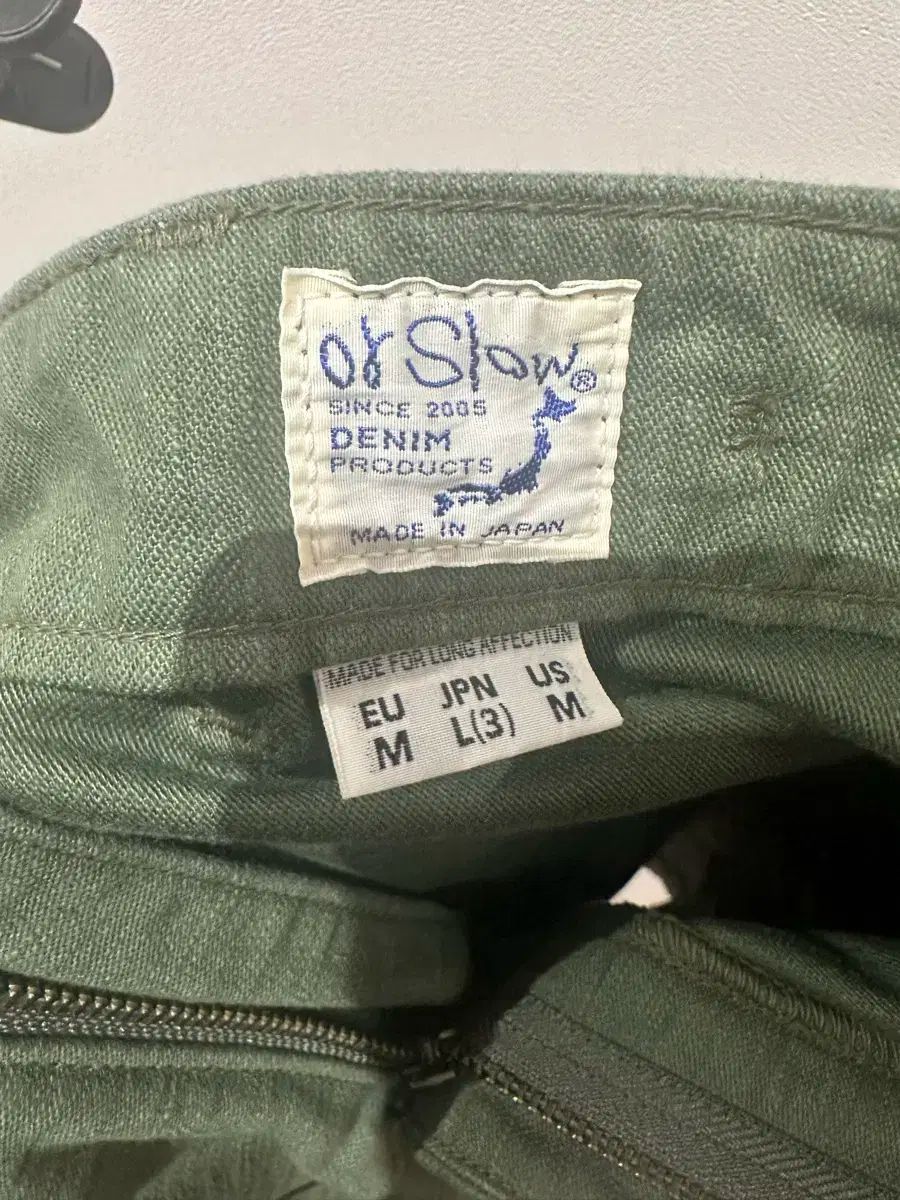 or Slow®
SINCE 2005
DENIM
PRODUCTS
MADE IN JAPAN
MADE FOR LONG AFFECTION
EU JPN US
M L(3) M